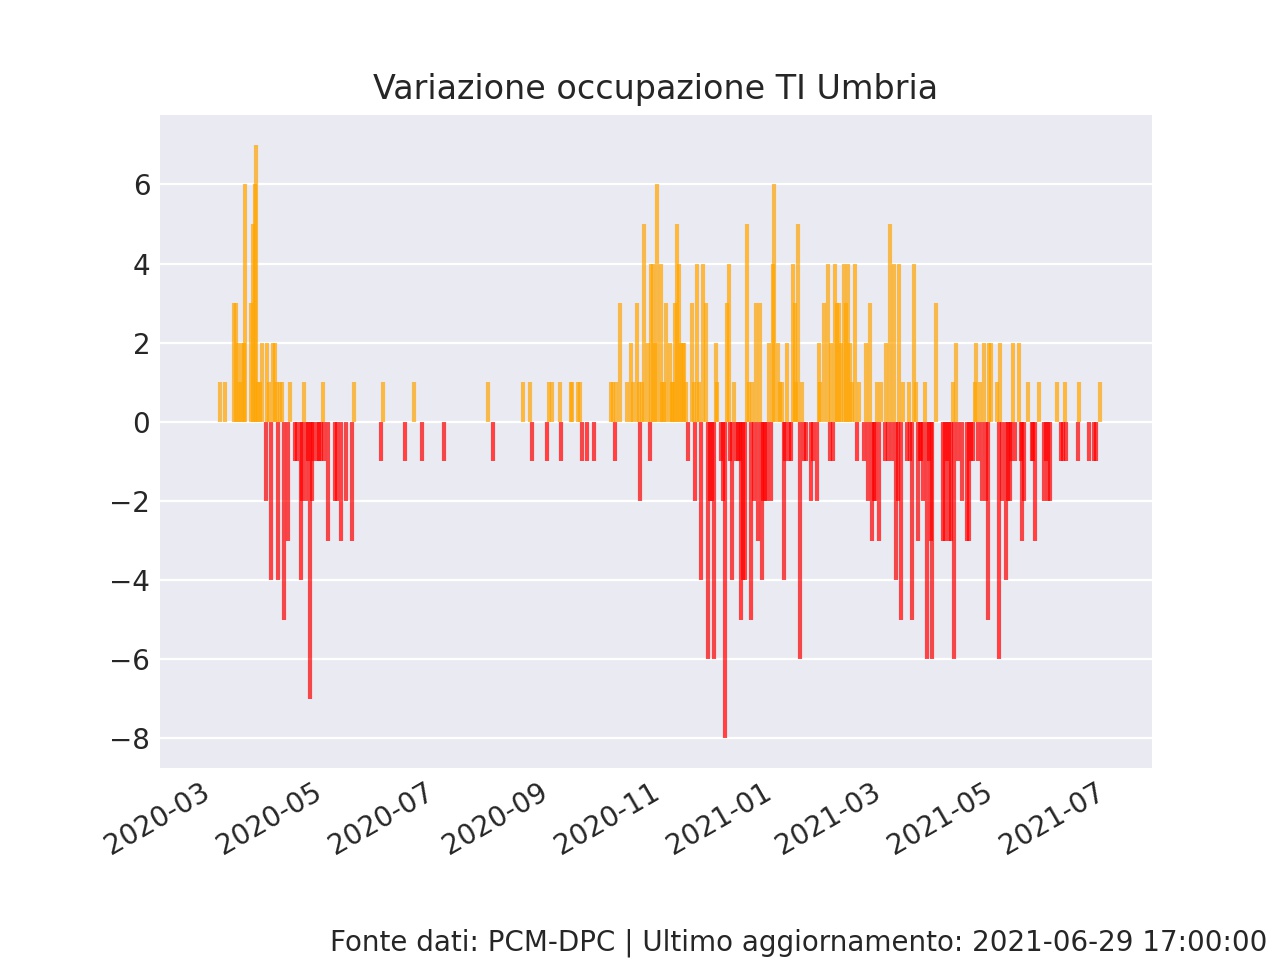 Variazione occupazione TI Umbria
6
4
2
0
−2
−4
−6
−8
2020-03 2020-05 2020-07 2020-09 2020-11 2021-01 2021-03 2021-05 2021-07
Fonte dati: PCM-DPC | Ultimo aggiornamento: 2021-06-29 17:00:00